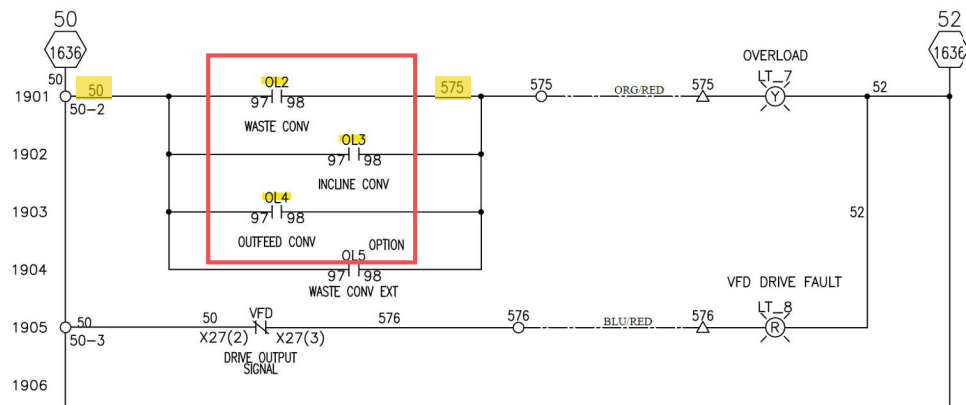 50 52
1636 1636
OVERLOAD
50 50 OL2 575 575 ORG/RED 575 LT_7 52
1901 50-2 97 98 Y
WASTE CONV
OL3
1902 97 98
INCLINE CONV
OL4
1903 97 98 52
OUTFEED CONV OPTION
OL5
1904 97 98
WASTE CONV EXT VFD DRIVE FAULT
50 50 VFD 576 576 BLU/RED 576 LT_8
1905 50-3 X27(2) X27(3) R
DRIVE OUTPUT
SIGNAL
1906